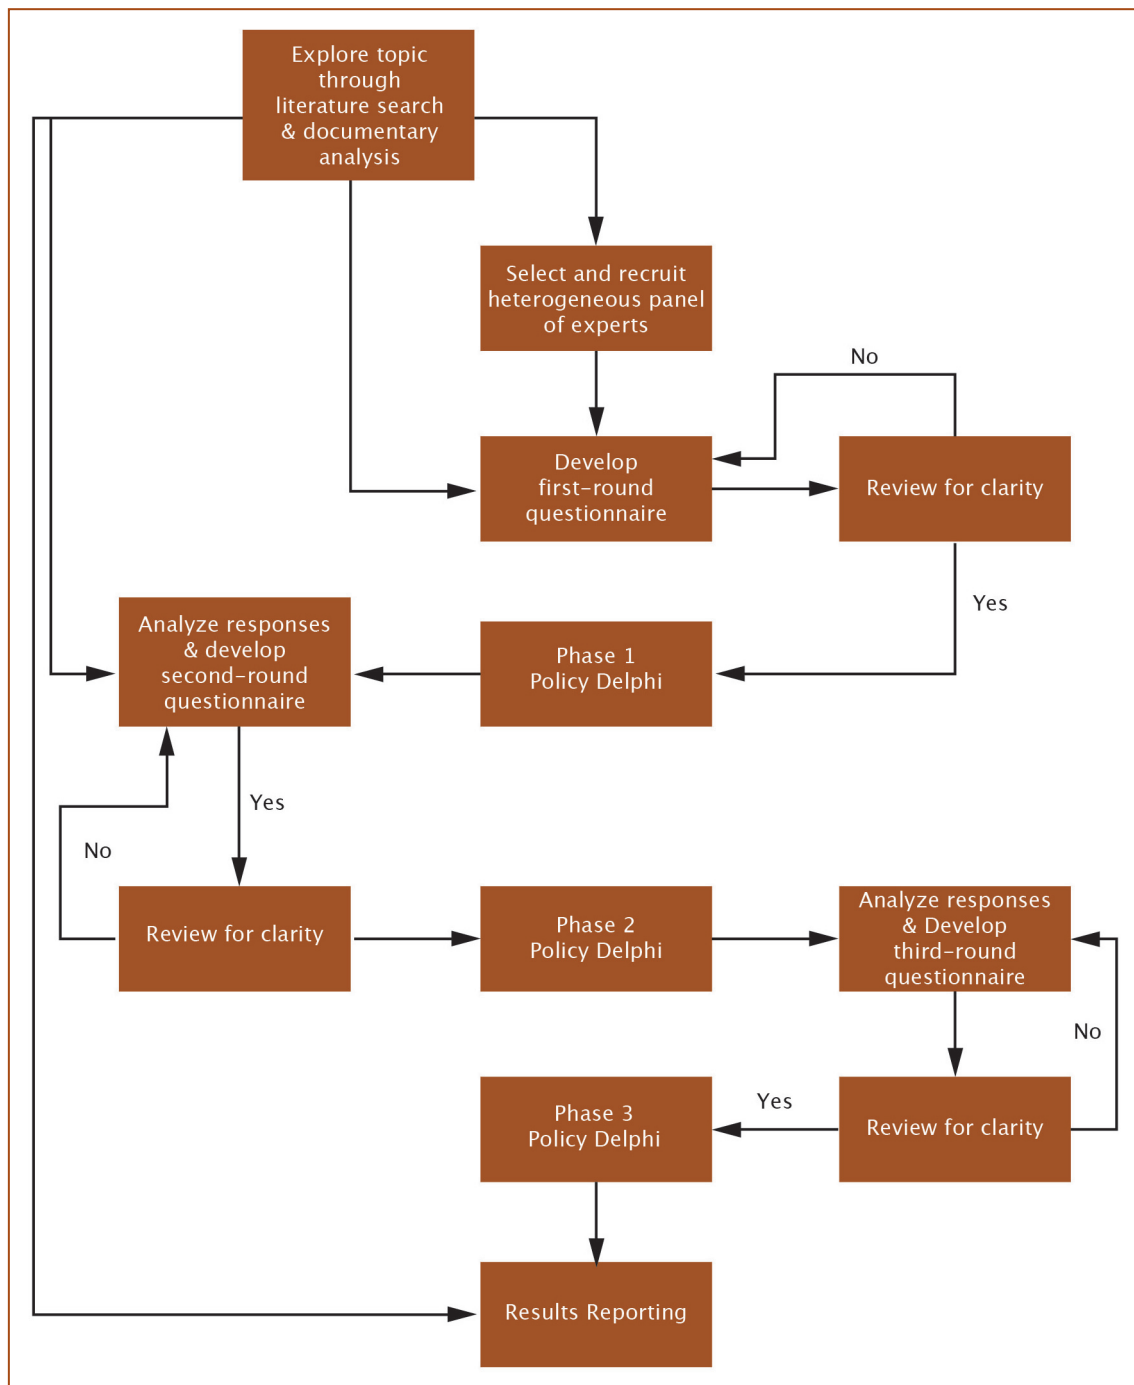 Explore topic
through
literature search
& documentary
analysis
Select and recruit
heterogeneous panel
of experts
No
Develop
first-round
questionnaire
Review for clarity
Yes
Analyze responses
& develop
second-round
questionnaire
Phase 1
Policy Delphi
Yes
No
Review for clarity
Phase 2
Policy Delphi
Analyze responses
& Develop
third-round
questionnaire
No
Phase 3
Policy Delphi
Yes
Review for clarity
Results Reporting